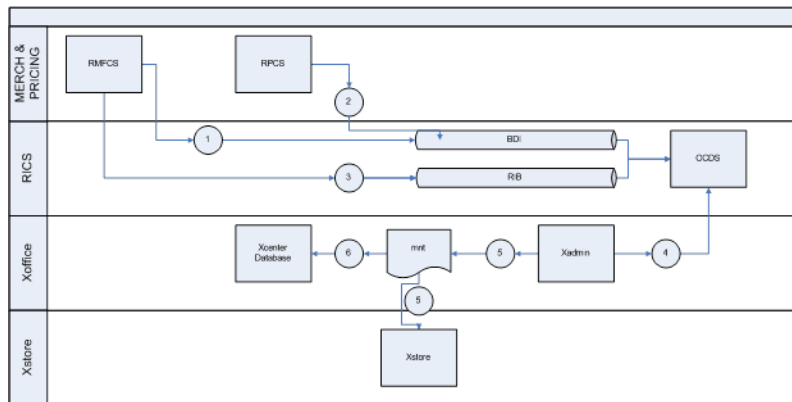 MERCH &
PRICING
RMFCS
RPCS
2
RICS
1
BDI
3
RIB
OCDS
Xoffice
Xcenter
Database
6
mnt
5
Xadmin
4
5
Xstore
Xstore